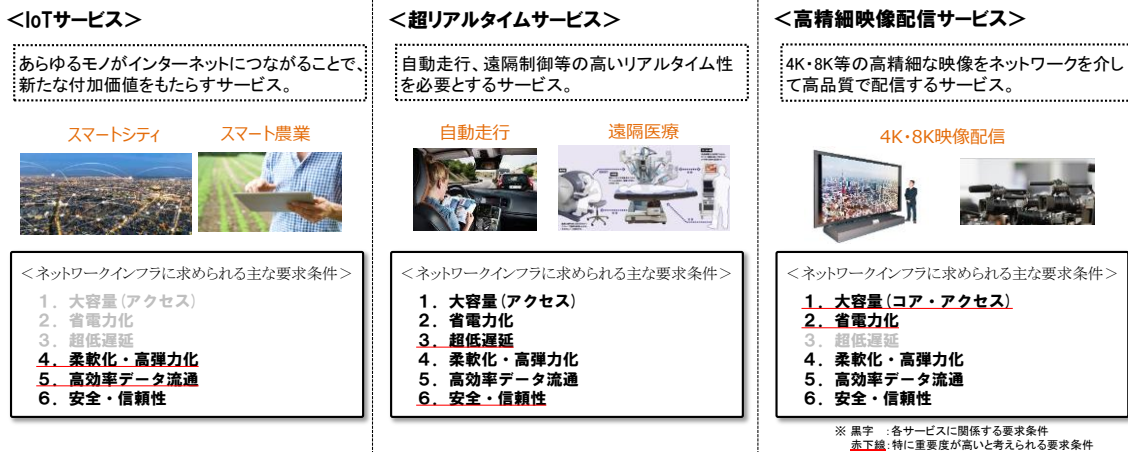 ＜IoTサービス＞
あらゆるモノがインターネットにつながることで、
新たな付加価値をもたらすサービス。
スマートシティ
スマート農業
＜ネットワークインフラに求められる主な要求条件＞
１．大容量（アクセス）
２．省電力化
３．超低遅延
４．柔軟化・高弾力化
５．高効率データ流通
６．安全・信頼性
＜超リアルタイムサービス＞
自動走行、遠隔制御等の高いリアルタイム性
を必要とするサービス。
自動走行
遠隔医療
＜ネットワークインフラに求められる主な要求条件＞
１．大容量（アクセス）
２．省電力化
３．超低遅延
４．柔軟化・高弾力化
５．高効率データ流通
６．安全・信頼性
＜高精細映像配信サービス＞
4K・8K等の高精細な映像をネットワークを介し
て高品質で配信するサービス。
4K・8K映像配信
＜ネットワークインフラに求められる主な要求条件＞
１．大容量（コア・アクセス）
２．省電力化
３．超低遅延
４．柔軟化・高弾力化
５．高効率データ流通
６．安全・信頼性
※ 黒字　：各サービスに関係する要求条件
赤下線：特に重要度が高いと考えられる要求条件